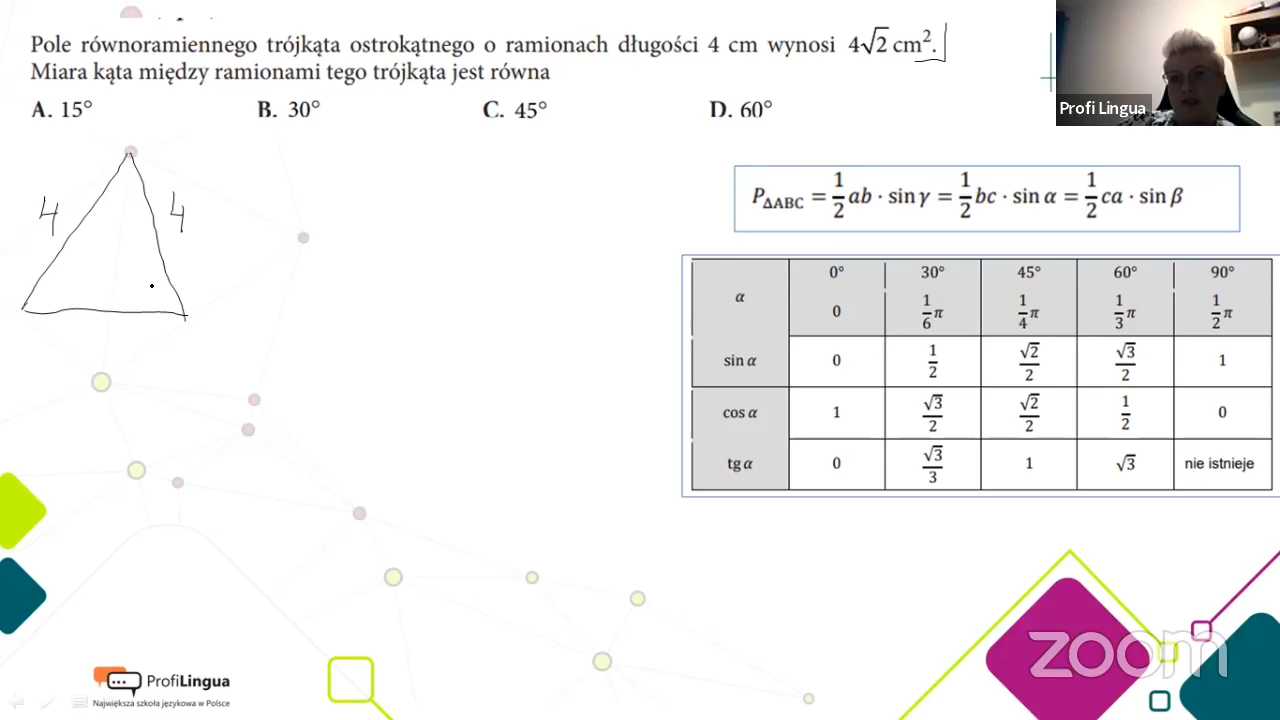 Pole równoramiennego trójkąta ostrokątnego o ramionach długości 4 cm wynosi 4√2 cm².
Miara kąta między ramionami tego trójkąta jest równa
A. 15° B. 30° C. 45° D. 60°
Profi Lingua
4 4
P_ΔABC = 1/2 ab · sin γ = 1/2 bc · sin α = 1/2 ca · sin β
α 0° 30° 45° 60° 90°
0 1/6 π 1/4 π 1/3 π 1/2 π
sin α 0 1/2 √2/2 √3/2 1
cos α 1 √3/2 √2/2 1/2 0
tg α 0 √3/3 1 √3 nie istnieje
zoom
ProfiLingua
Największa szkoła językowa w Polsce